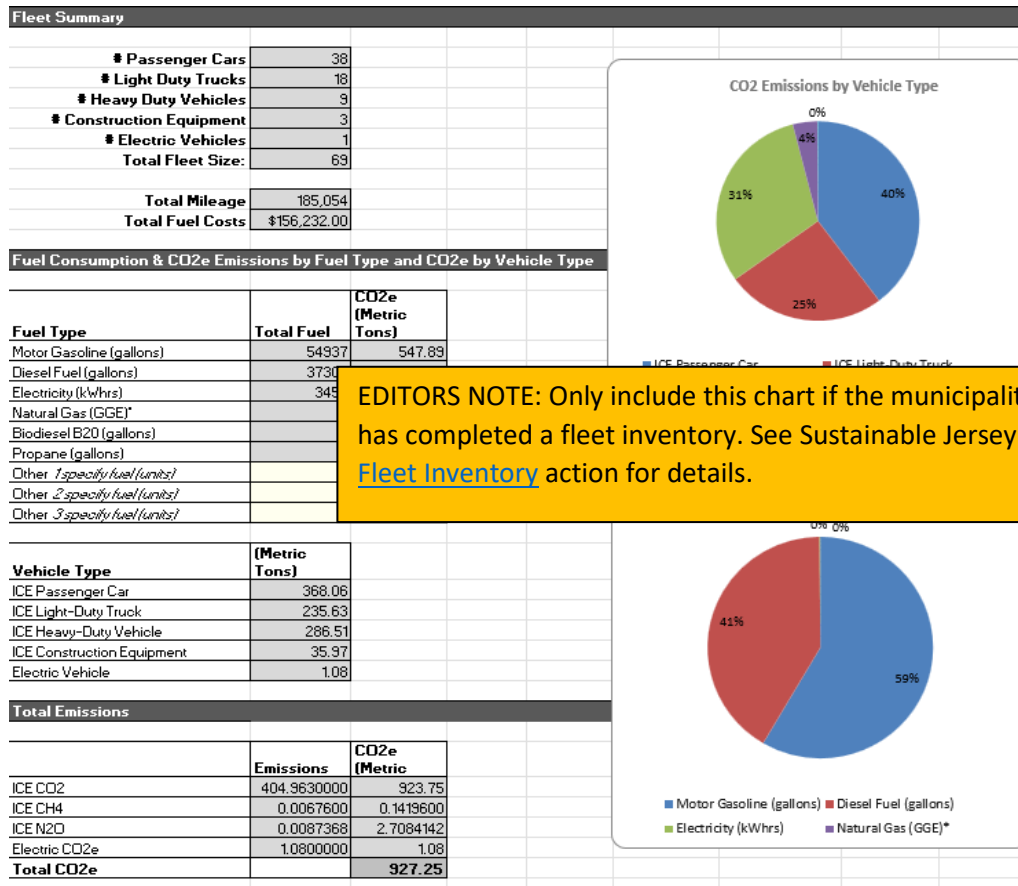 Fleet Summary
# Passenger Cars 38
# Light Duty Trucks 18
# Heavy Duty Vehicles 9
# Construction Equipment 3
# Electric Vehicles 1
Total Fleet Size: 69
Total Mileage 185,054
Total Fuel Costs $156,232.00
CO2 Emissions by Vehicle Type
0%
4%
31%
40%
25%
ICE Passenger Car ICE Light-Duty Truck
Fuel Consumption & CO2e Emissions by Fuel Type and CO2e by Vehicle Type
Fuel Type Total Fuel CO2e (Metric Tons)
Motor Gasoline (gallons) 54937 547.89
Diesel Fuel (gallons) 3730
Electricity (kWhrs) 345
Natural Gas (GGE)*
Biodiesel B20 (gallons)
Propane (gallons)
Other 1 specify fuel (units)
Other 2 specify fuel (units)
Other 3 specify fuel (units)
EDITORS NOTE: Only include this chart if the municipalit
has completed a fleet inventory. See Sustainable Jersey
Fleet Inventory action for details.
Vehicle Type (Metric Tons)
ICE Passenger Car 368.06
ICE Light-Duty Truck 235.63
ICE Heavy-Duty Vehicle 286.51
ICE Construction Equipment 35.97
Electric Vehicle 1.08
0% 0%
41%
59%
Motor Gasoline (gallons) Diesel Fuel (gallons)
Electricity (kWhrs) Natural Gas (GGE)*
Total Emissions
Emissions CO2e (Metric
ICE CO2 404.9630000 923.75
ICE CH4 0.0067600 0.1419600
ICE N2O 0.0087368 2.7084142
Electric CO2e 1.0800000 1.08
Total CO2e 927.25